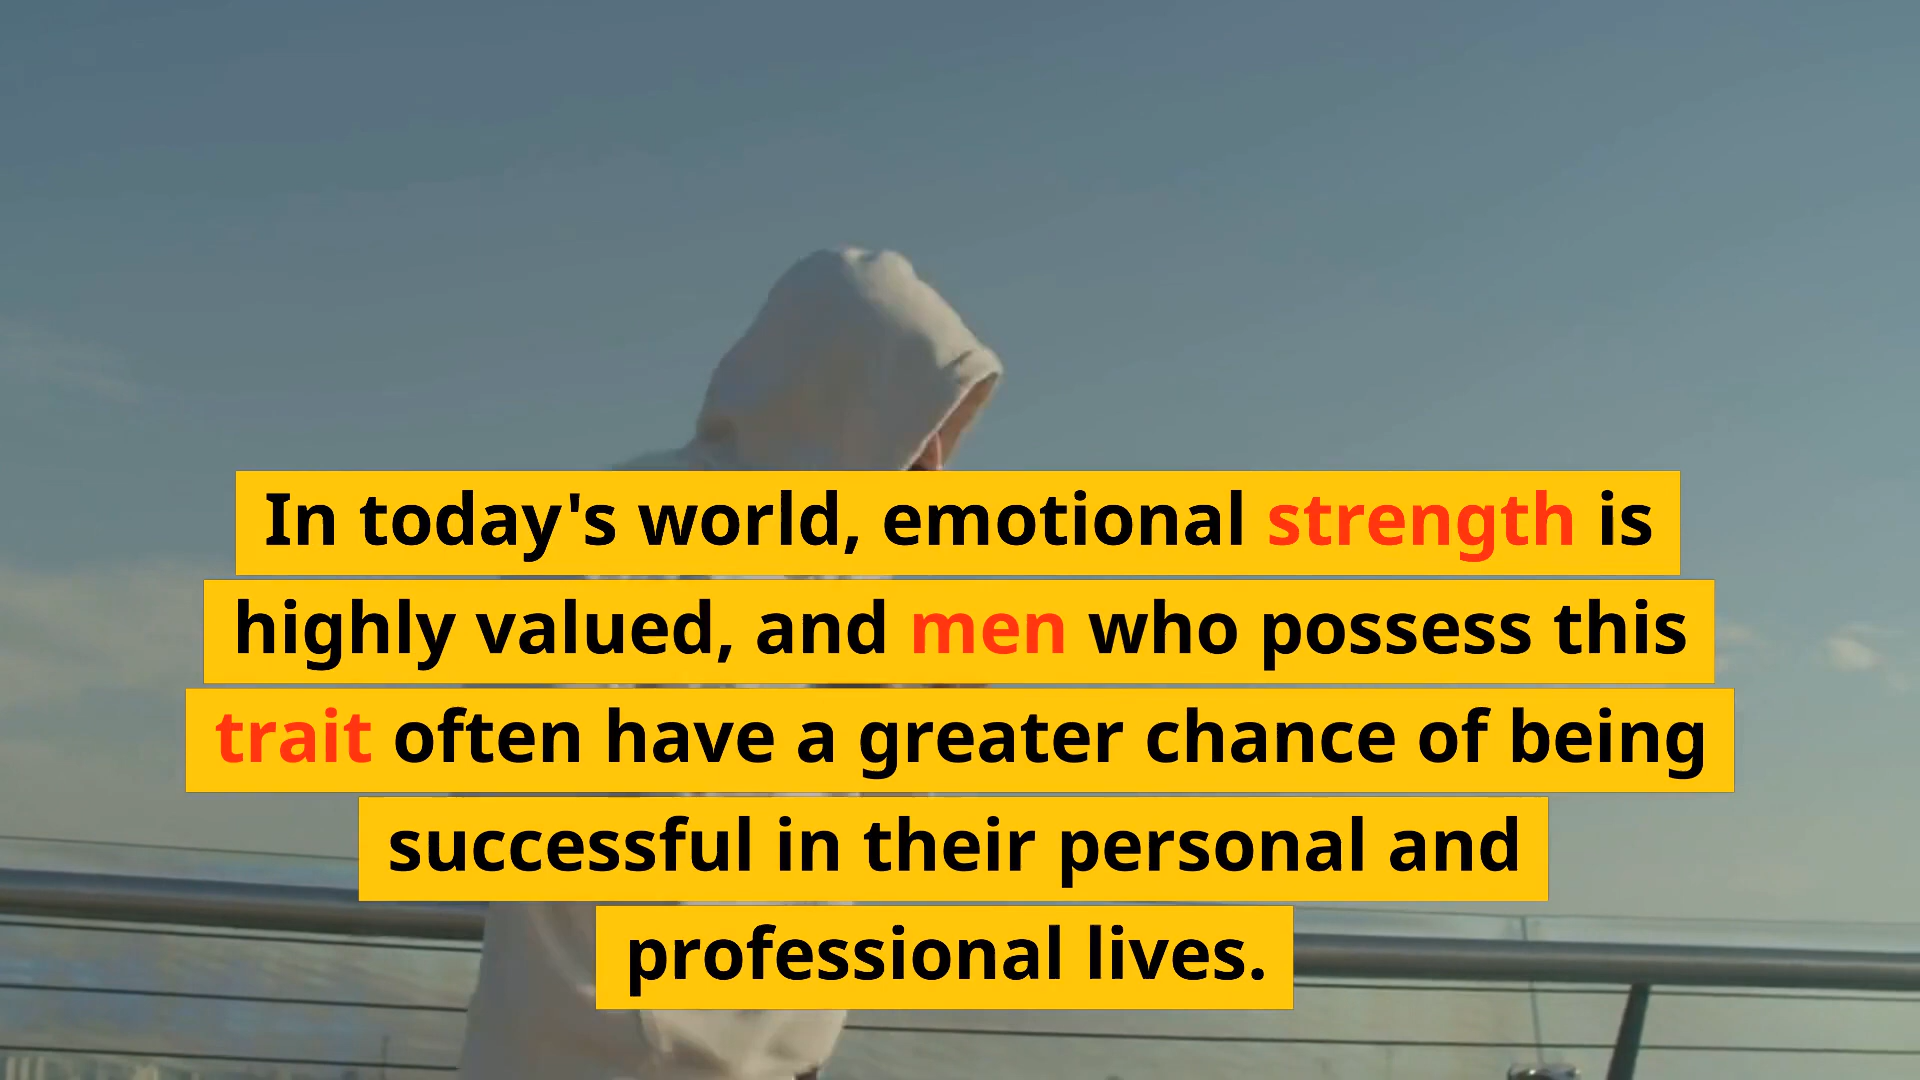 In today's world, emotional strength is
highly valued, and men who possess this
trait often have a greater chance of being
successful in their personal and
professional lives.